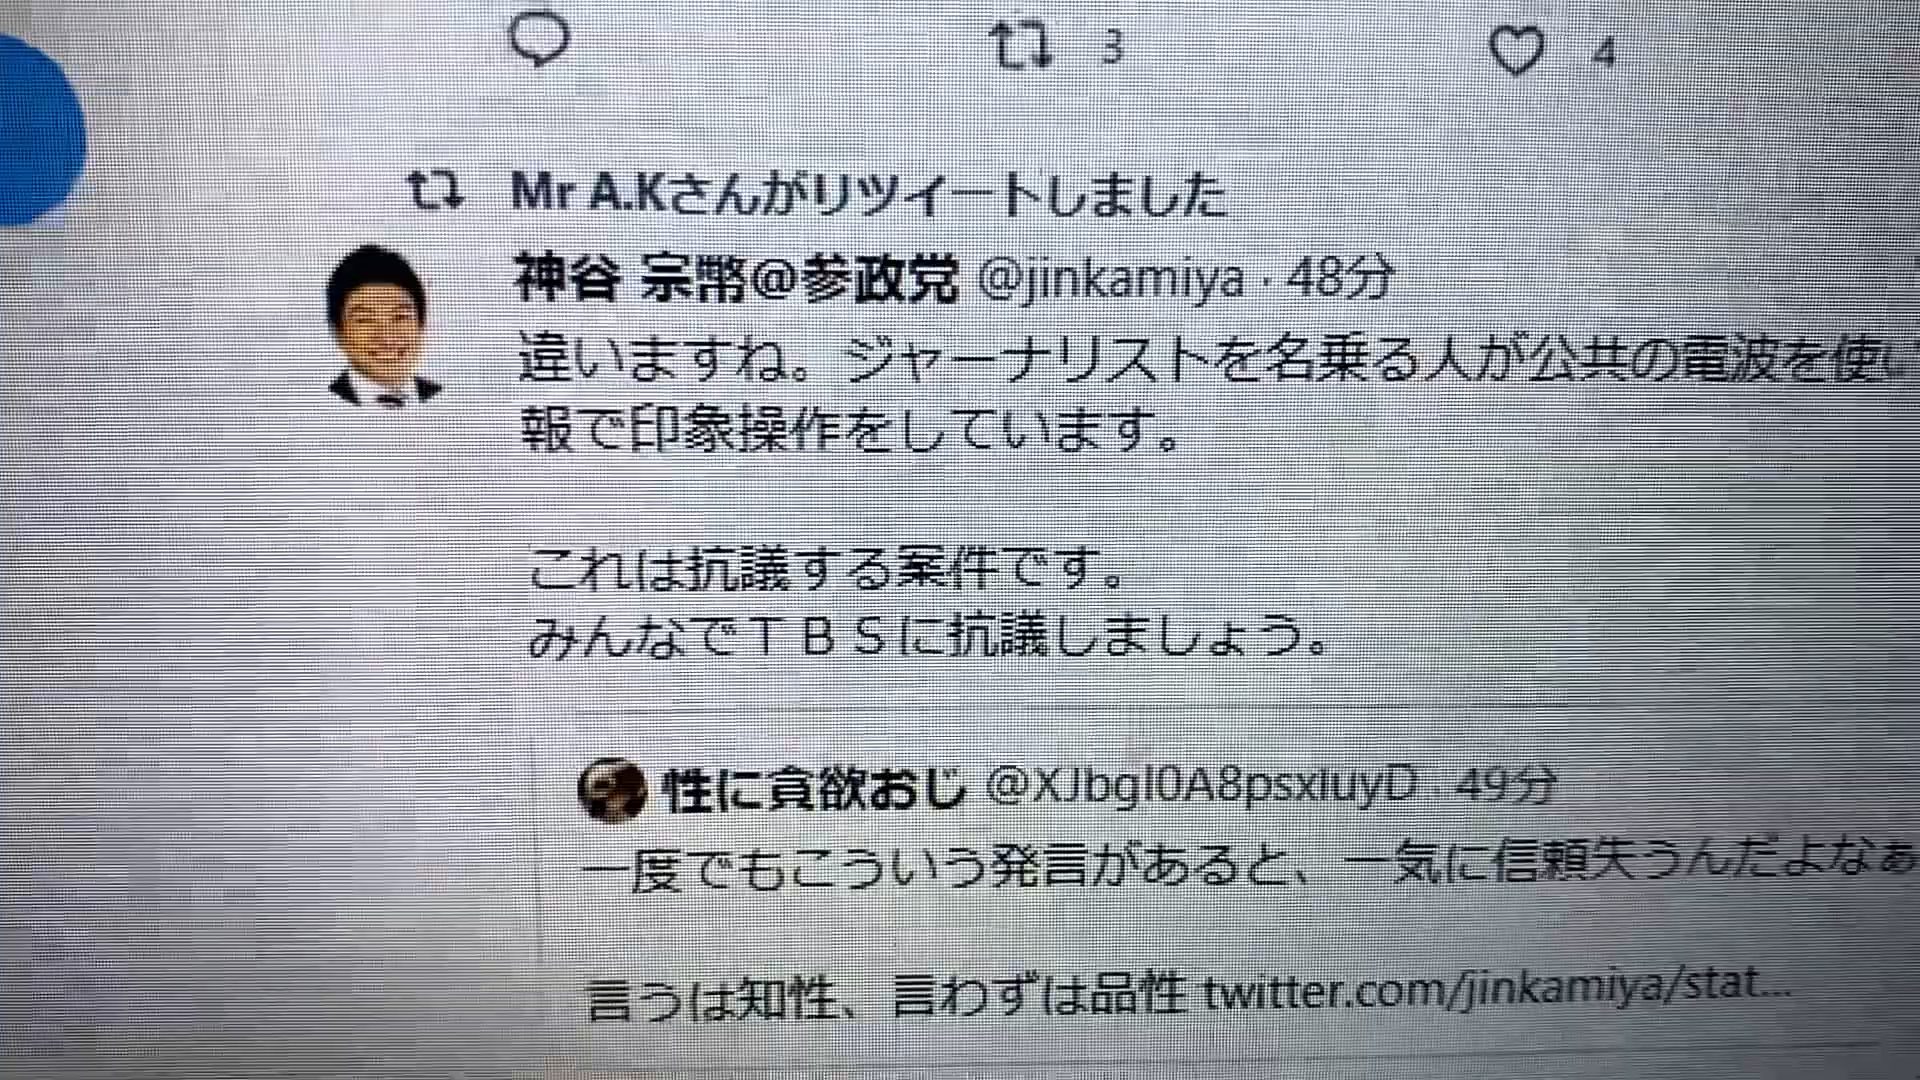 3
4
Mr A.Kさんがリツイートしました
神谷 宗幣@参政党 @jinkamiya · 48分
違いますね。ジャーナリストを名乗る人が公共の電波を使い
報で印象操作をしています。
これは抗議する案件です。
みんなでＴＢＳに抗議しましょう。
性に貪欲おじ @XJbgl0A8psxIuyD · 49分
一度でもこういう発言があると、一気に信頼失うんだよなぁ
言うは知性、言わずは品性 twitter.com/jinkamiya/stat...